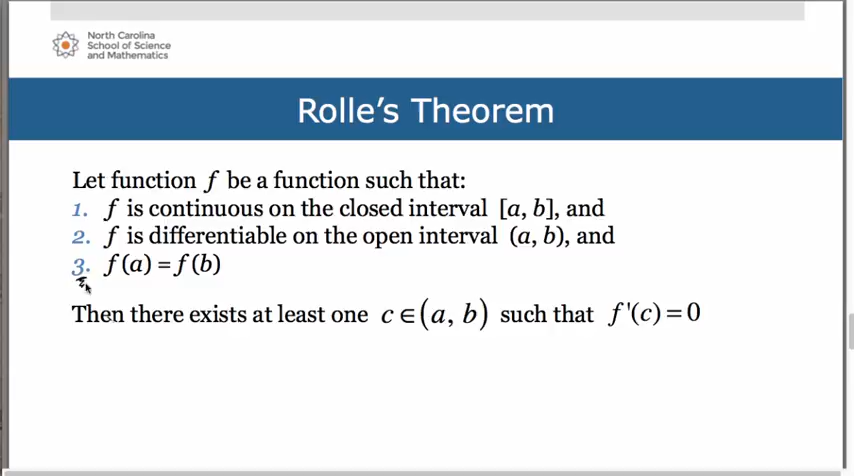 North Carolina
School of Science
and Mathematics
Rolle's Theorem
Let function f be a function such that:
1. f is continuous on the closed interval [a, b], and
2. f is differentiable on the open interval (a, b), and
3. f(a) = f(b)
Then there exists at least one c ∈ (a, b) such that f'(c) = 0